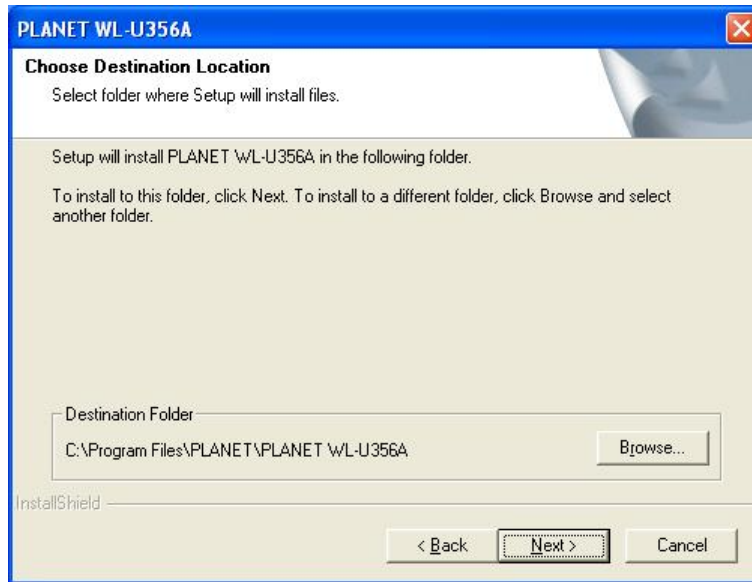 PLANET WL-U356A
Choose Destination Location
Select folder where Setup will install files.
Setup will install PLANET WL-U356A in the following folder.
To install to this folder, click Next. To install to a different folder, click Browse and select
another folder.
Destination Folder
C:\Program Files\PLANET\PLANET WL-U356A
Browse...
InstallShield
< Back
Next >
Cancel